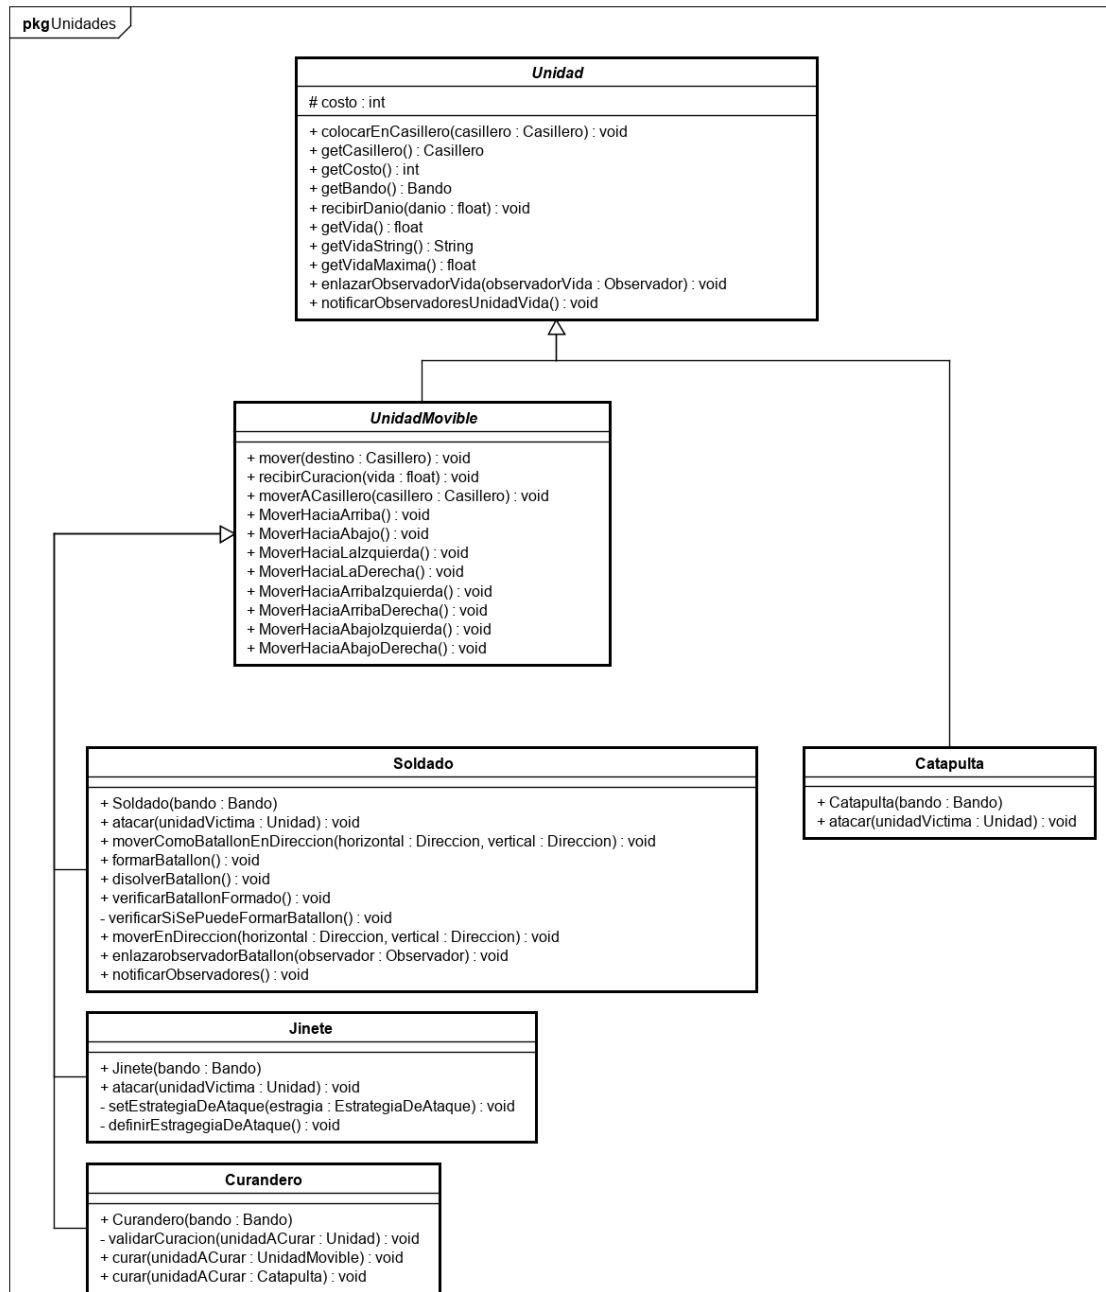 pkg Unidades
Unidad
# costo : int
+ colocarEnCasillero(casillero : Casillero) : void
+ getCasillero() : Casillero
+ getCosto() : int
+ getBando() : Bando
+ recibirDanio(danio : float) : void
+ getVida() : float
+ getVidaString() : String
+ getVidaMaxima() : float
+ enlazarObservadorVida(observadorVida : Observador) : void
+ notificarObservadoresUnidadVida() : void
UnidadMovible
+ mover(destino : Casillero) : void
+ recibirCuracion(vida : float) : void
+ moverACasillero(casillero : Casillero) : void
+ MoverHaciaArriba() : void
+ MoverHaciaAbajo() : void
+ MoverHaciaLaIzquierda() : void
+ MoverHaciaLaDerecha() : void
+ MoverHaciaArribaIzquierda() : void
+ MoverHaciaArribaDerecha() : void
+ MoverHaciaAbajoIzquierda() : void
+ MoverHaciaAbajoDerecha() : void
Soldado
+ Soldado(bando : Bando)
+ atacar(unidadVictima : Unidad) : void
+ moverComoBatallonEnDireccion(horizontal : Direccion, vertical : Direccion) : void
+ formarBatallon() : void
+ disolverBatallon() : void
+ verificarBatallonFormado() : void
- verificarSiSePuedeFormarBatallon() : void
+ moverEnDireccion(horizontal : Direccion, vertical : Direccion) : void
+ enlazarobservadorBatallon(observador : Observador) : void
+ notificarObservadores() : void
Catapulta
+ Catapulta(bando : Bando)
+ atacar(unidadVictima : Unidad) : void
Jinete
+ Jinete(bando : Bando)
+ atacar(unidadVictima : Unidad) : void
- setEstrategiaDeAtaque(estragia : EstrategiaDeAtaque) : void
- definirEstragegiaDeAtaque() : void
Curandero
+ Curandero(bando : Bando)
- validarCuracion(unidadACurar : Unidad) : void
+ curar(unidadACurar : UnidadMovible) : void
+ curar(unidadACurar : Catapulta) : void